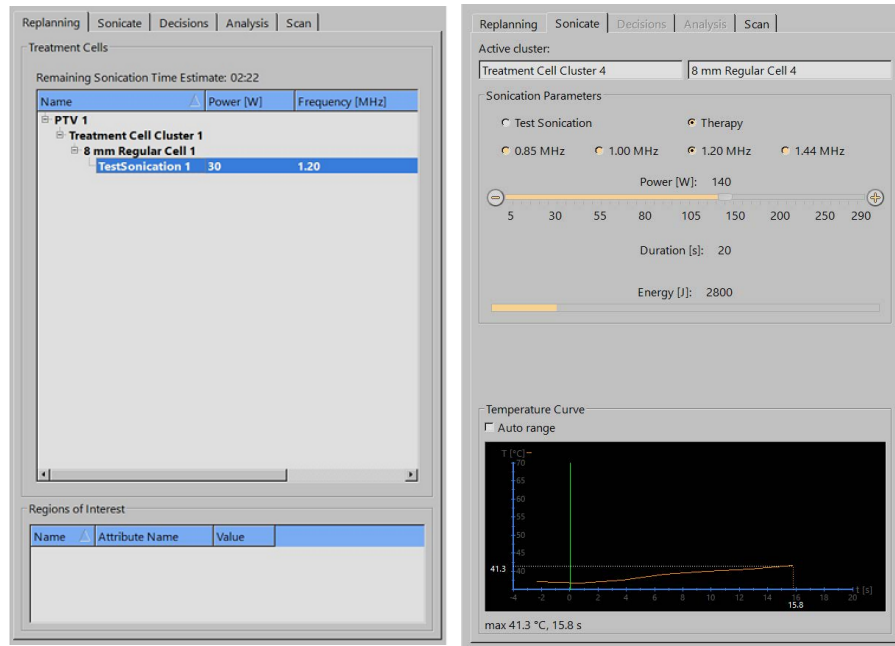 Replanning Sonicate Decisions Analysis Scan
Treatment Cells
Remaining Sonication Time Estimate: 02:22
Name Power [W] Frequency [MHz]
PTV 1
Treatment Cell Cluster 1
8 mm Regular Cell 1
TestSonication 1 30 1.20
Regions of Interest
Name Attribute Name Value
Replanning Sonicate Decisions Analysis Scan
Active cluster:
Treatment Cell Cluster 4 8 mm Regular Cell 4
Sonication Parameters
Test Sonication Therapy
0.85 MHz 1.00 MHz 1.20 MHz 1.44 MHz
Power [W]: 140
5 30 55 80 105 150 200 250 290
Duration [s]: 20
Energy [J]: 2800
Temperature Curve
Auto range
T [°C]
70
65
60
55
50
45
41.3 40
-4 -2 0 2 4 6 8 10 12 14 16 18 20 t [s]
15.8
max 41.3 °C, 15.8 s